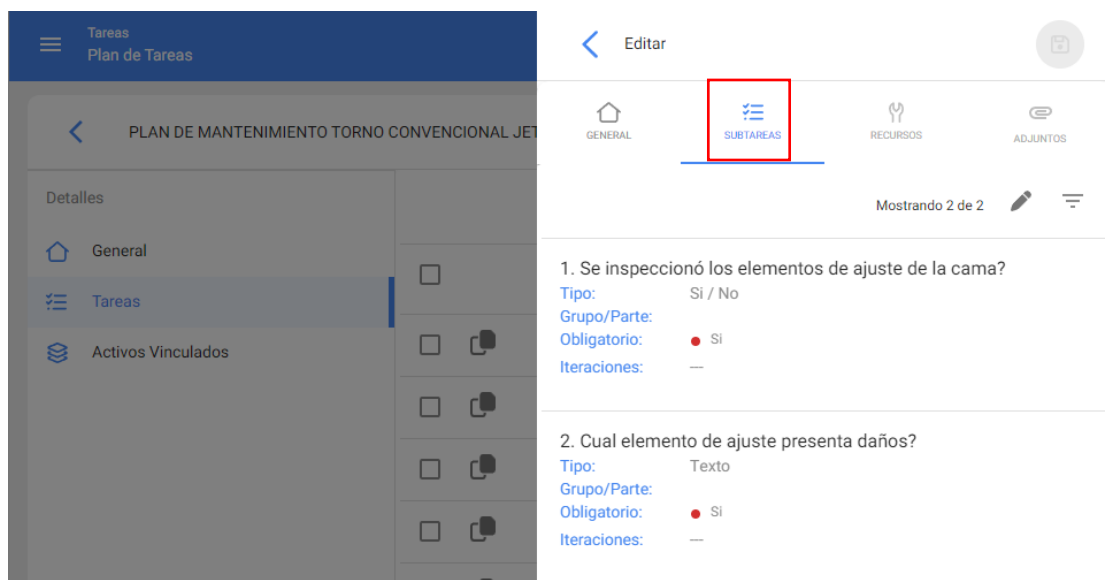 Tareas
Plan de Tareas
PLAN DE MANTENIMIENTO TORNO CONVENCIONAL JET
Detalles
General
Tareas
Activos Vinculados
Editar
GENERAL
SUBTAREAS
RECURSOS
ADJUNTOS
Mostrando 2 de 2
1. Se inspeccionó los elementos de ajuste de la cama?
Tipo: Si / No
Grupo/Parte:
Obligatorio: Si
Iteraciones: ---
2. Cual elemento de ajuste presenta daños?
Tipo: Texto
Grupo/Parte:
Obligatorio: Si
Iteraciones: ---